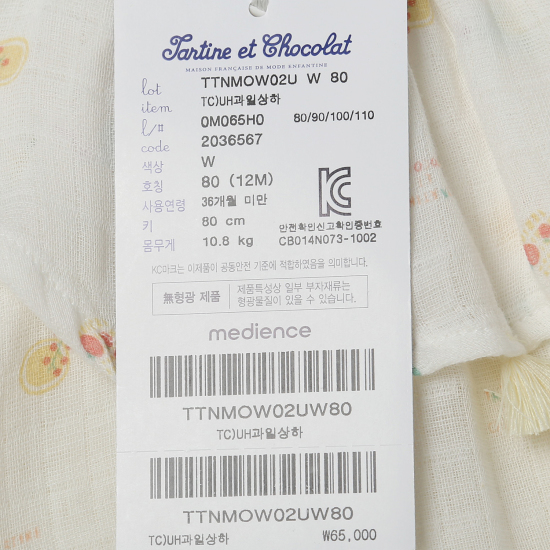 Tartine et Chocolat
MAISON FRANÇAISE DE MODE ENFANTINE
lot TTNMOW02U W 80
item TC)UH과일상하
l/# 0M065H0 80/90/100/110
code 2036567
색상 W
호칭 80 (12M)
사용연령 36개월 미만
키 80 cm
몸무게 10.8 kg
안전확인신고확인증번호
CB014N073-1002
KC마크는 이제품이 공통안전 기준에 적합하였음을 의미합니다.
無형광 제품
제품특성상 일부 부자재류는
형광물질이 있을 수 있습니다.
medience
TTNMOW02UW80
TC)UH과일상하
TTNMOW02UW80
TC)UH과일상하 ₩65,000